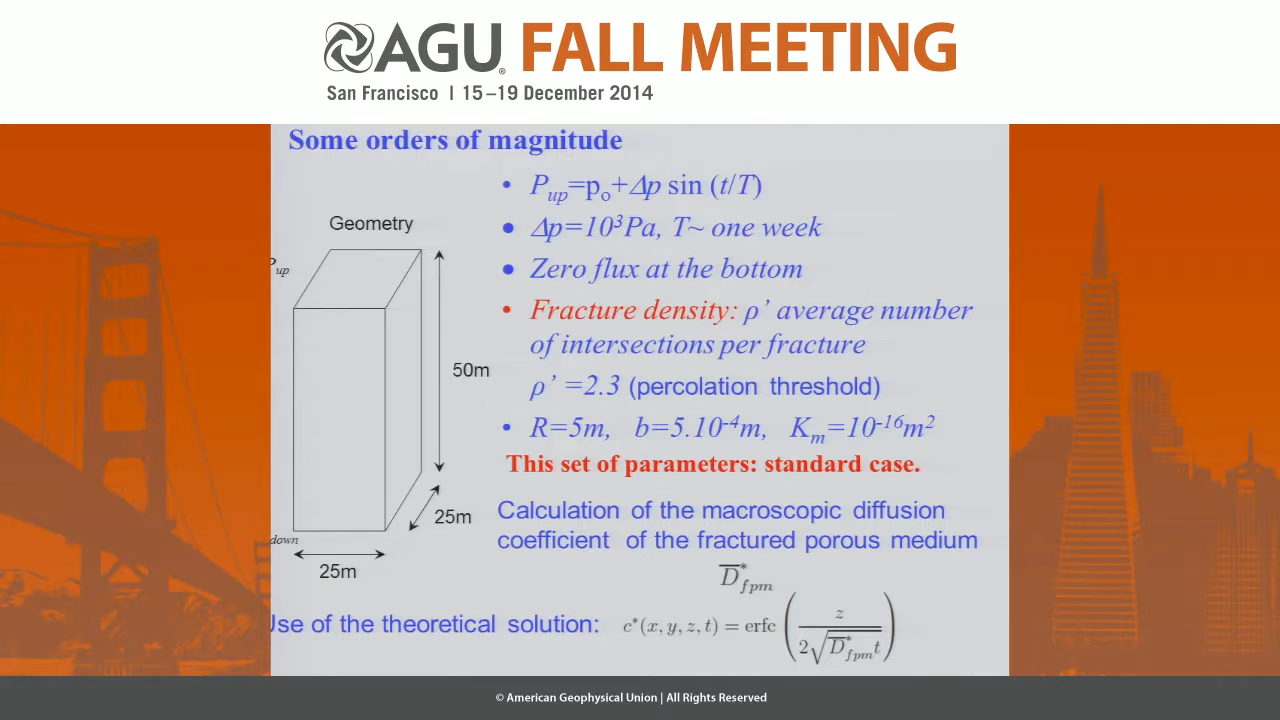 AGU FALL MEETING
San Francisco | 15–19 December 2014
Some orders of magnitude
• P_up=p_o+Δp sin (t/T)
Geometry
• Δp=10³Pa, T~ one week
P_up
• Zero flux at the bottom
• Fracture density: ρ’ average number
of intersections per fracture
50m
ρ’ =2.3 (percolation threshold)
• R=5m, b=5.10⁻⁴m, K_m=10⁻¹⁶m²
This set of parameters: standard case.
25m
Calculation of the macroscopic diffusion
coefficient of the fractured porous medium
down
25m
D̅*_fpm
Use of the theoretical solution: c*(x, y, z, t) = erfc ( z / 2√(D̅*_fpm t) )
© American Geophysical Union | All Rights Reserved